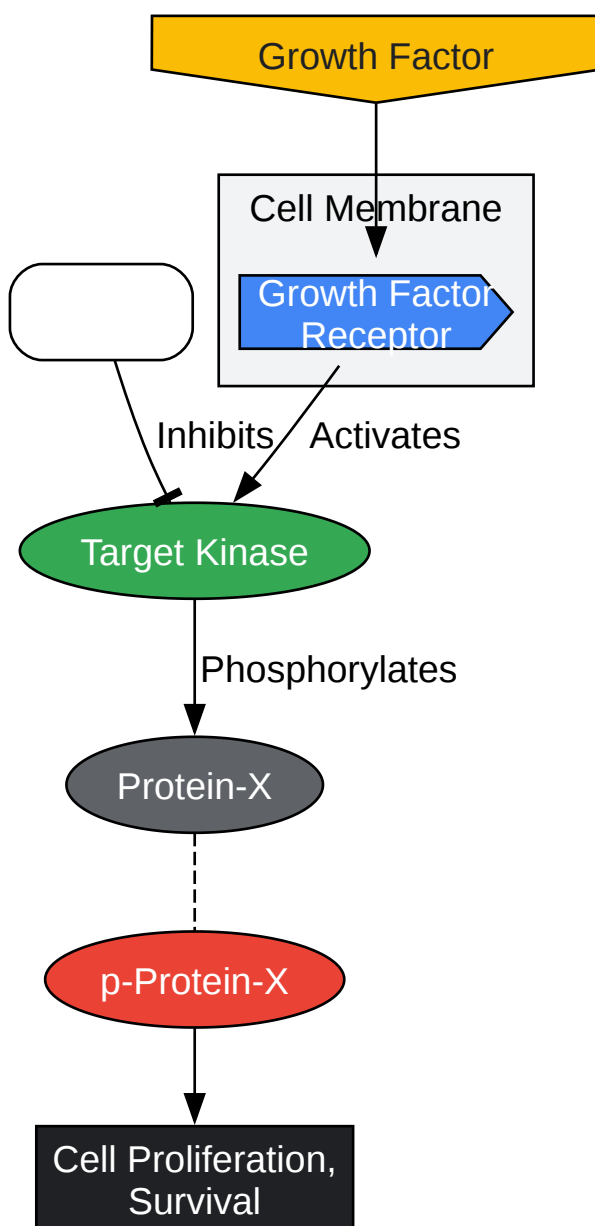 Growth Factor
Cell Membrane
Growth Factor
Receptor
Inhibits
Activates
Target Kinase
Phosphorylates
Protein-X
p-Protein-X
Cell Proliferation,
Survival